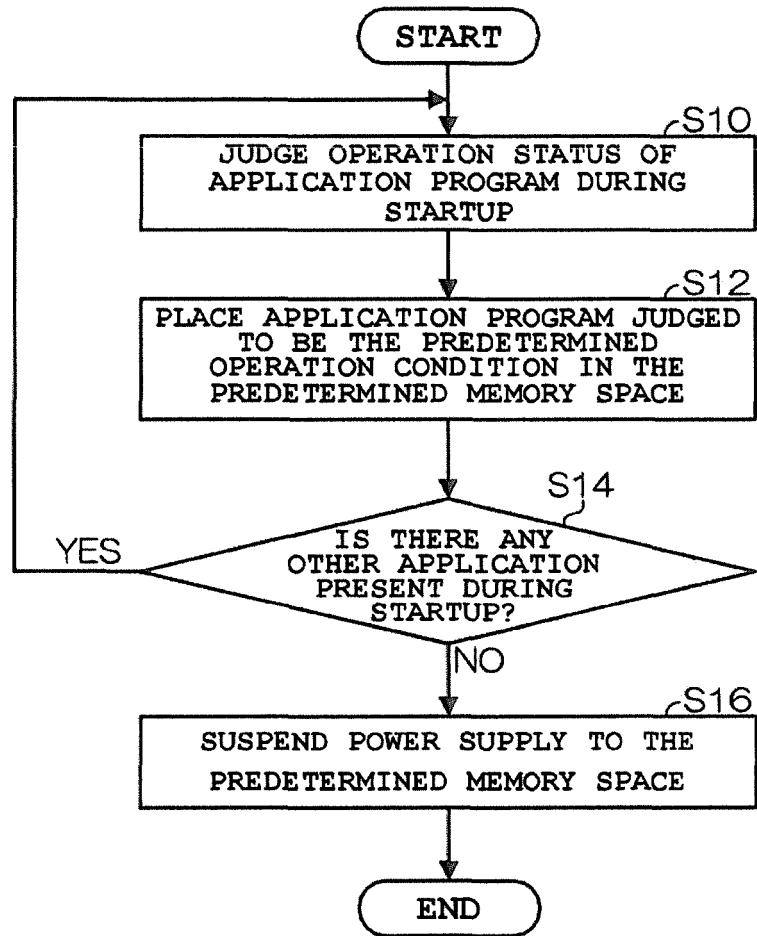 START
S10
JUDGE OPERATION STATUS OF
APPLICATION PROGRAM DURING
STARTUP
S12
PLACE APPLICATION PROGRAM JUDGED
TO BE THE PREDETERMINED
OPERATION CONDITION IN THE
PREDETERMINED MEMORY SPACE
S14
IS THERE ANY
OTHER APPLICATION
PRESENT DURING
STARTUP?
YES
NO
S16
SUSPEND POWER SUPPLY TO THE
PREDETERMINED MEMORY SPACE
END